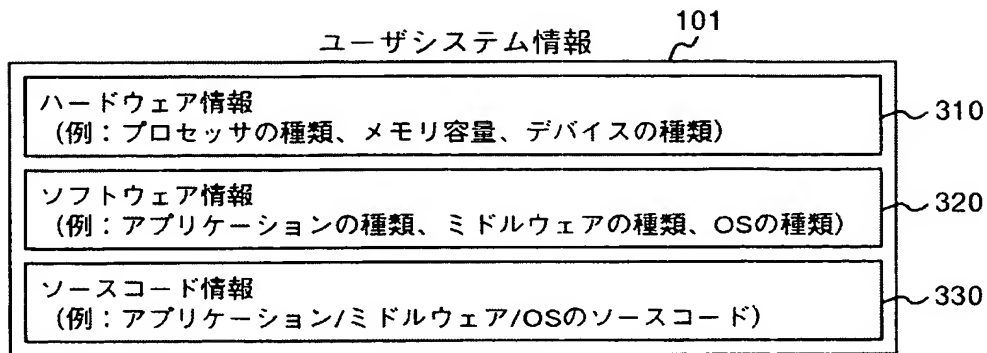 101
ユーザシステム情報
ハードウェア情報
(例：プロセッサの種類、メモリ容量、デバイスの種類)
310
ソフトウェア情報
(例：アプリケーションの種類、ミドルウェアの種類、OSの種類)
320
ソースコード情報
(例：アプリケーション/ミドルウェア/OSのソースコード)
330